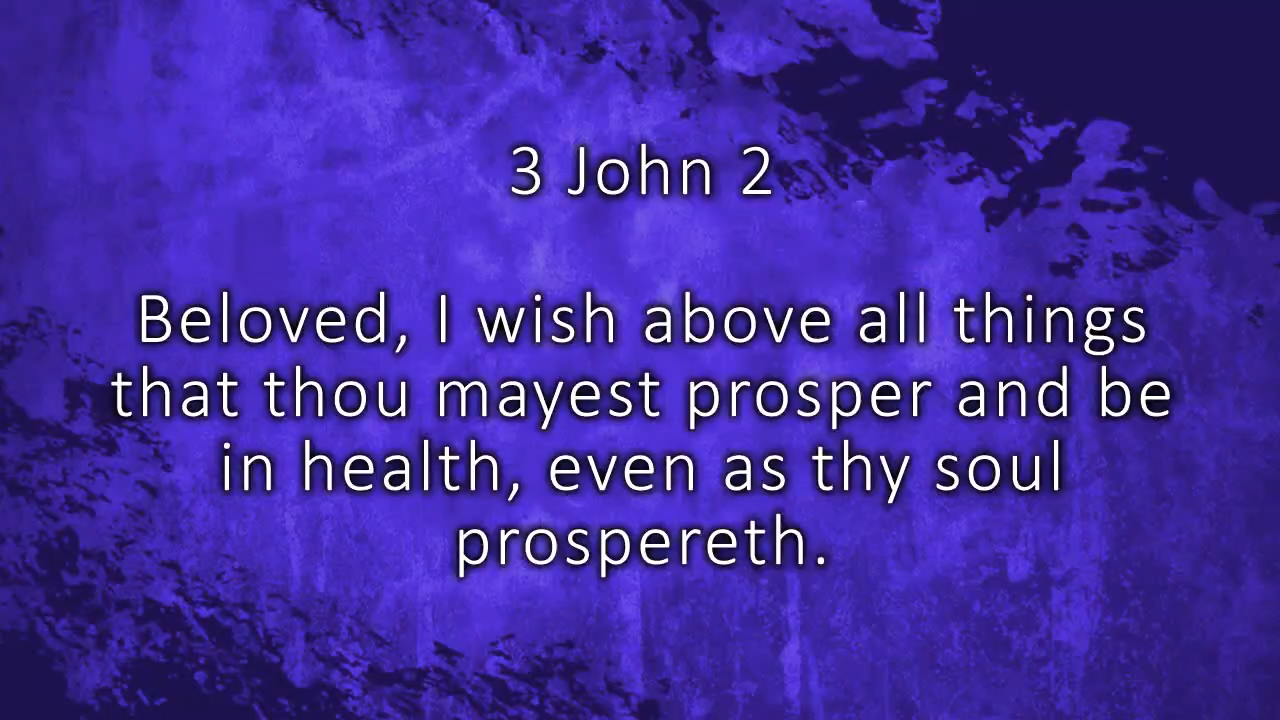 3 John 2
Beloved, I wish above all things
that thou mayest prosper and be
in health, even as thy soul
prospereth.